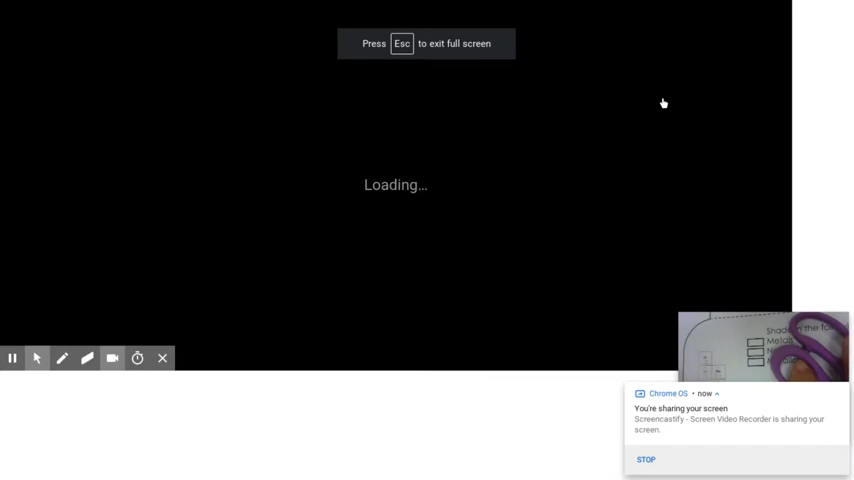 Press Esc to exit full screen
Loading...
Shade in the
Metals
Chrome OS • now
You're sharing your screen
Screencastify - Screen Video Recorder is sharing your
screen.
STOP